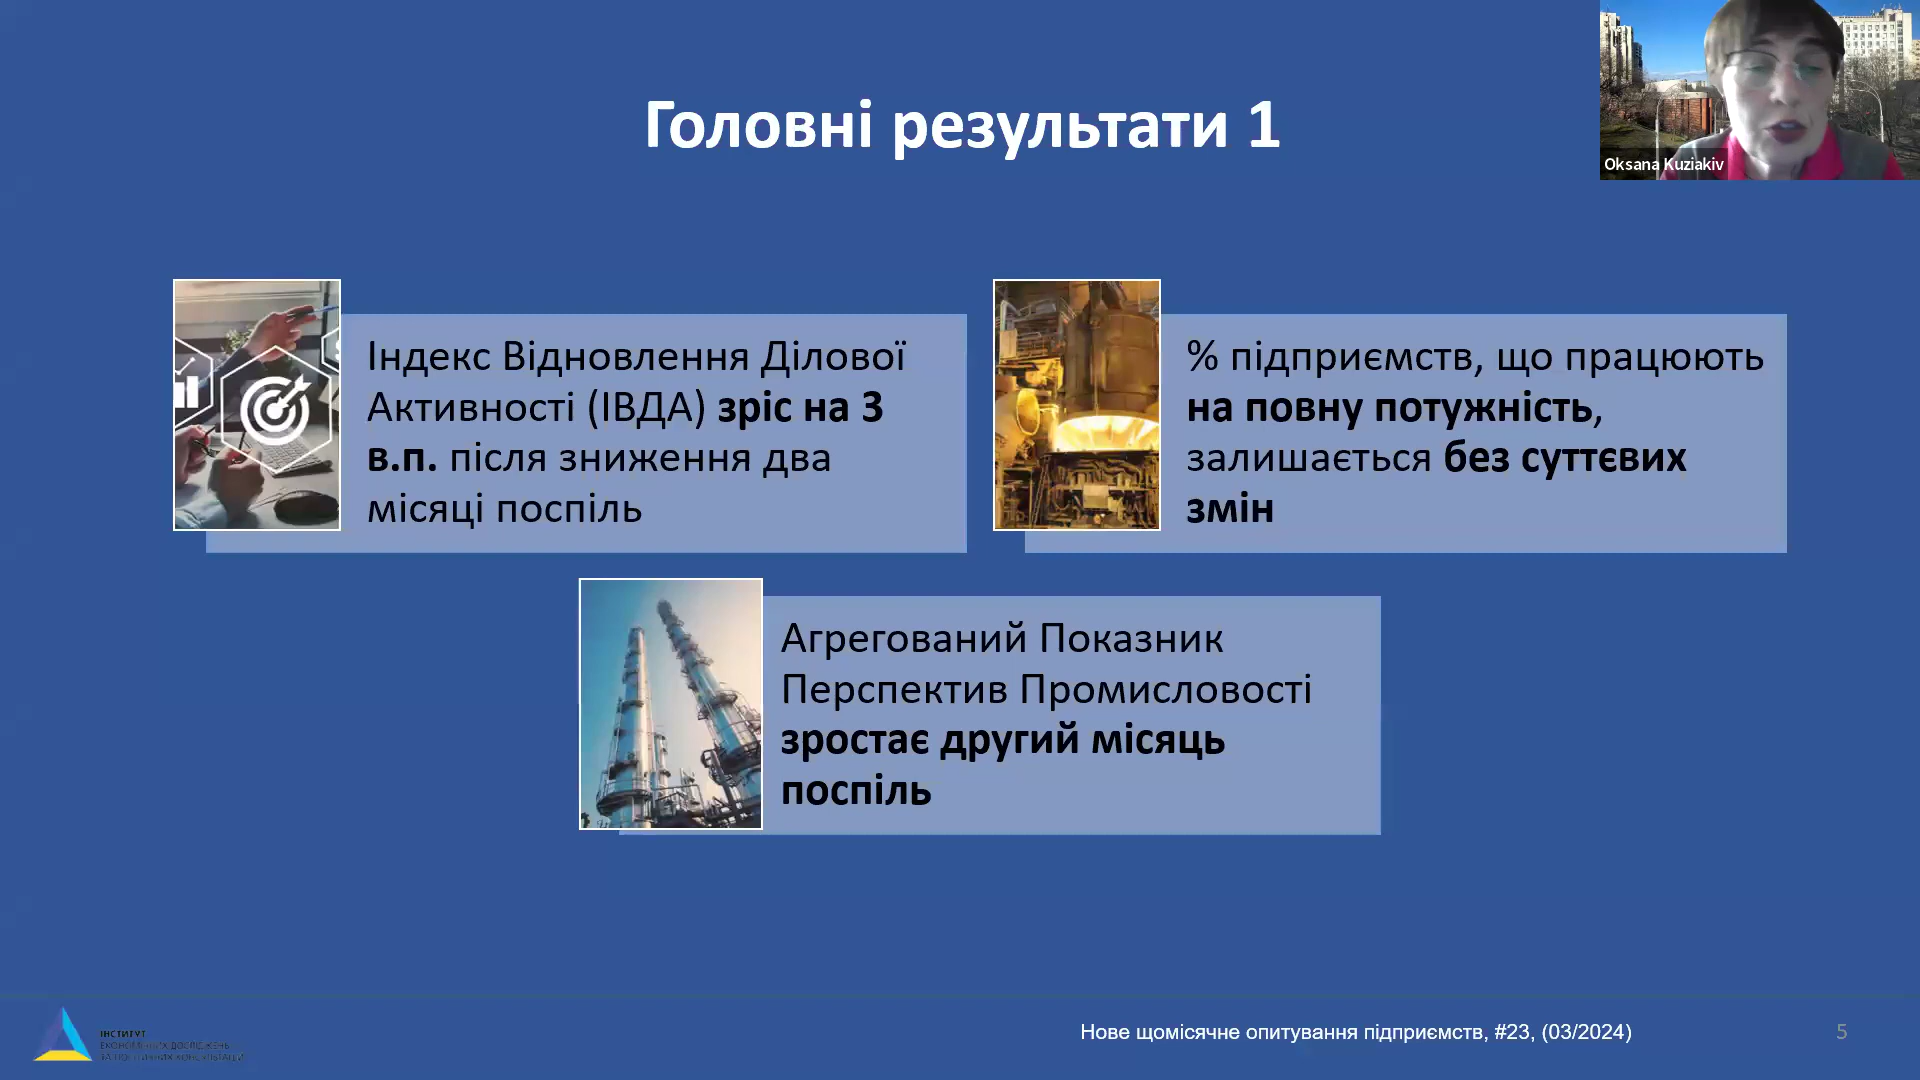 Головні результати 1
Oksana Kuziakiv
Індекс Відновлення Ділової
Активності (ІВДА) зріс на 3
в.п. після зниження два
місяці поспіль
% підприємств, що працюють
на повну потужність,
залишається без суттєвих
змін
Агрегований Показник
Перспектив Промисловості
зростає другий місяць
поспіль
ІНСТИТУТ
ЕКОНОМІЧНИХ ДОСЛІДЖЕНЬ
ТА ПОЛІТИЧНИХ КОНСУЛЬТАЦІЙ
Нове щомісячне опитування підприємств, #23, (03/2024)
5